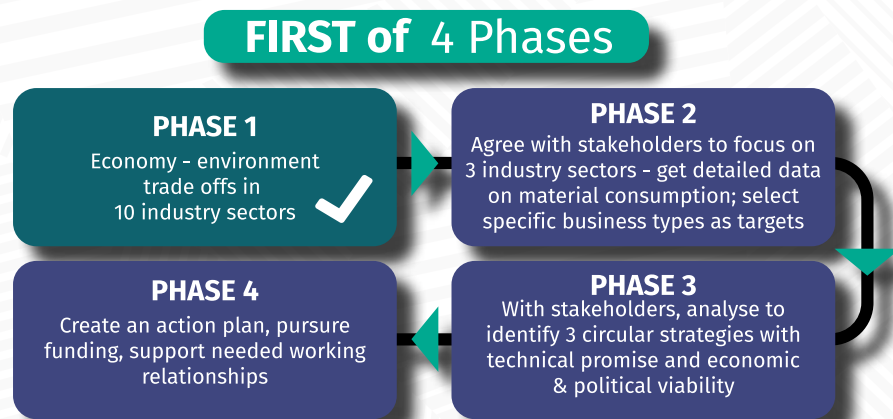 FIRST of 4 Phases
PHASE 1
Economy - environment
trade offs in
10 industry sectors
PHASE 2
Agree with stakeholders to focus on
3 industry sectors - get detailed data
on material consumption; select
specific business types as targets
PHASE 3
With stakeholders, analyse to
identify 3 circular strategies with
technical promise and economic
& political viability
PHASE 4
Create an action plan, pursure
funding, support needed working
relationships